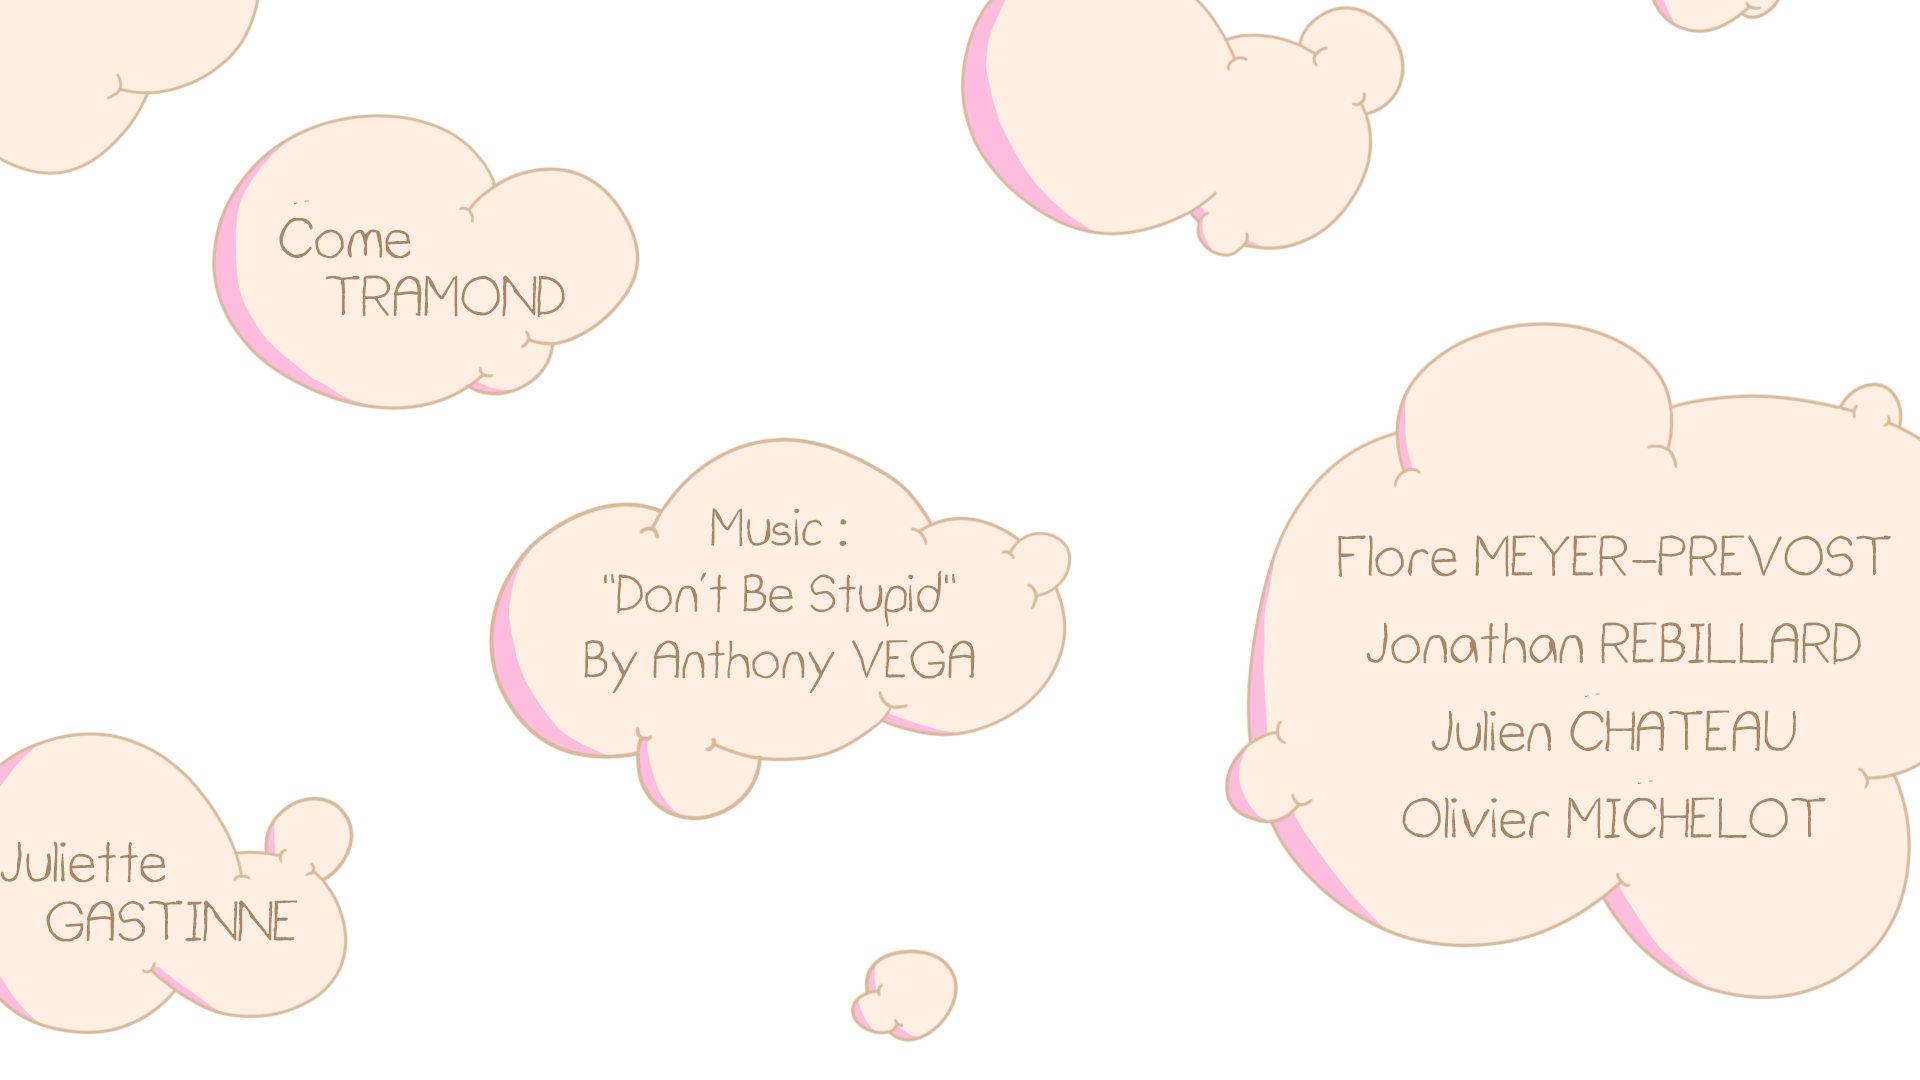 Come
TRAMOND
Music :
"Don't Be Stupid"
By Anthony VEGA
Flore MEYER-PREVOST
Jonathan REBILLARD
Julien CHATEAU
Olivier MICHELOT
Juliette
GASTINNE